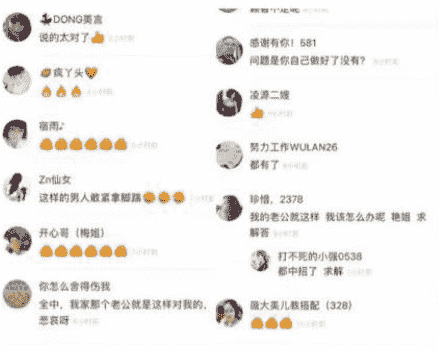 DONG美言
说的太对了
疯丫头
宿雨♪
Zn仙女
这样的男人敢紧拿脚踹
开心哥（梅姐）
你怎么舍得伤我
全中，我家那个老公就是这样对我的，
悲哀呀
感谢有你！581
问题是你自己做好了没有？
凌源二嫂
努力工作WULAN26
都有了
珍惜，2378
我的老公就这样 我该怎么办呢 艳姐 求
解答
打不死的小强0538
都中招了 求解
薇大美儿教搭配（328）